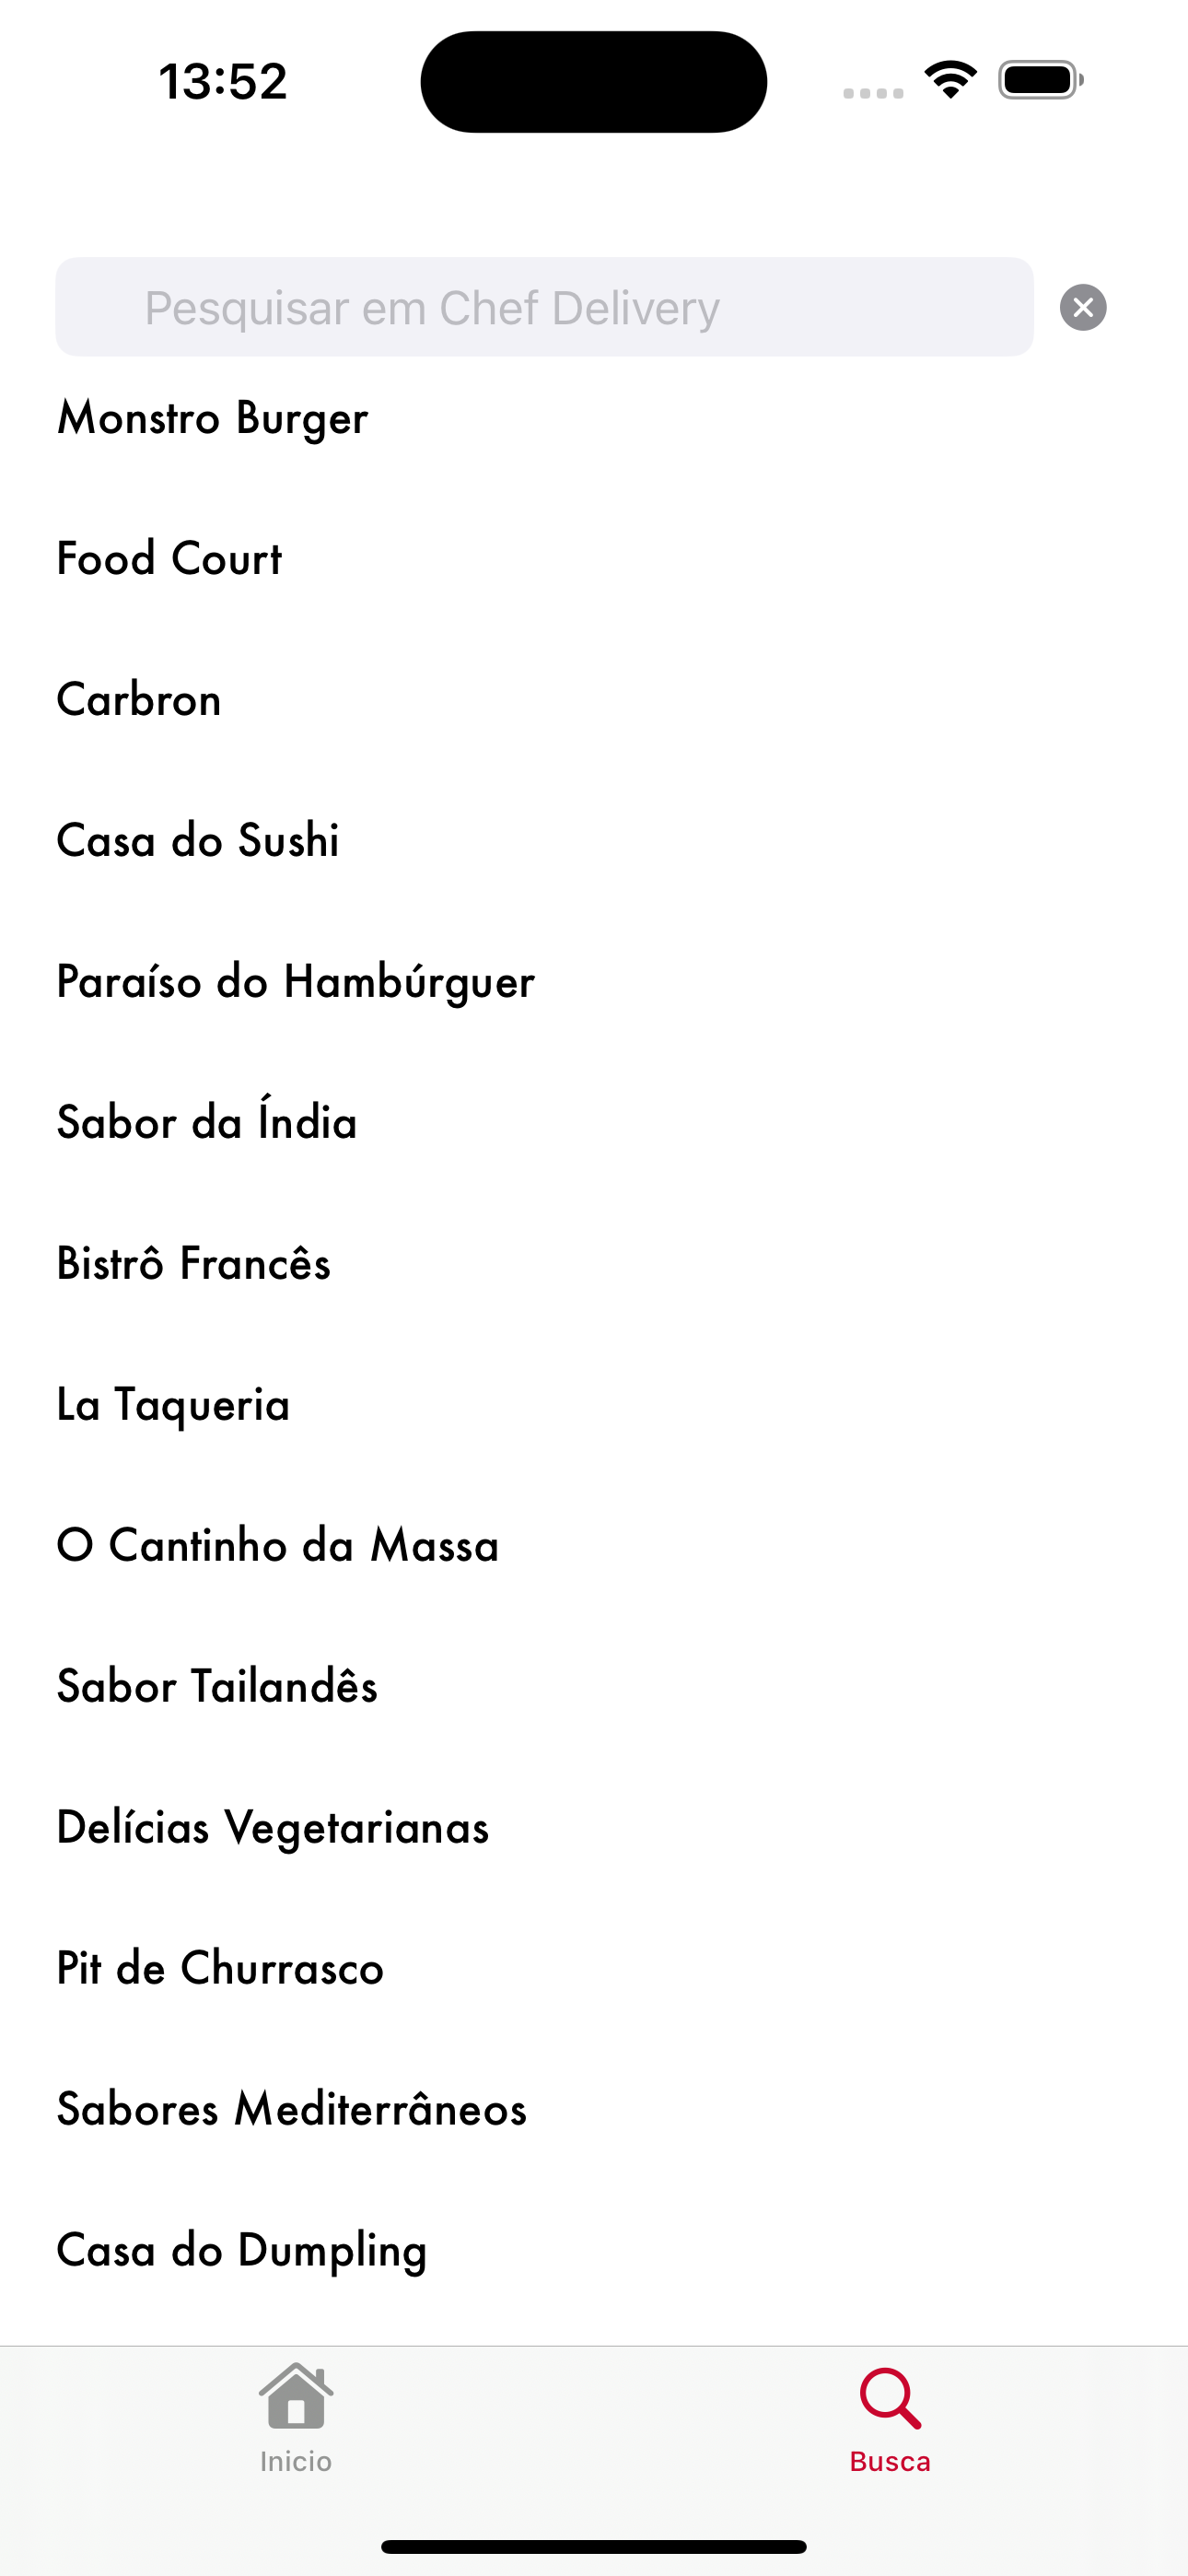 13:52
Pesquisar em Chef Delivery
Monstro Burger
Food Court
Carbron
Casa do Sushi
Paraíso do Hambúrguer
Sabor da Índia
Bistrô Francês
La Taqueria
O Cantinho da Massa
Sabor Tailandês
Delícias Vegetarianas
Pit de Churrasco
Sabores Mediterrâneos
Casa do Dumpling
Inicio
Busca